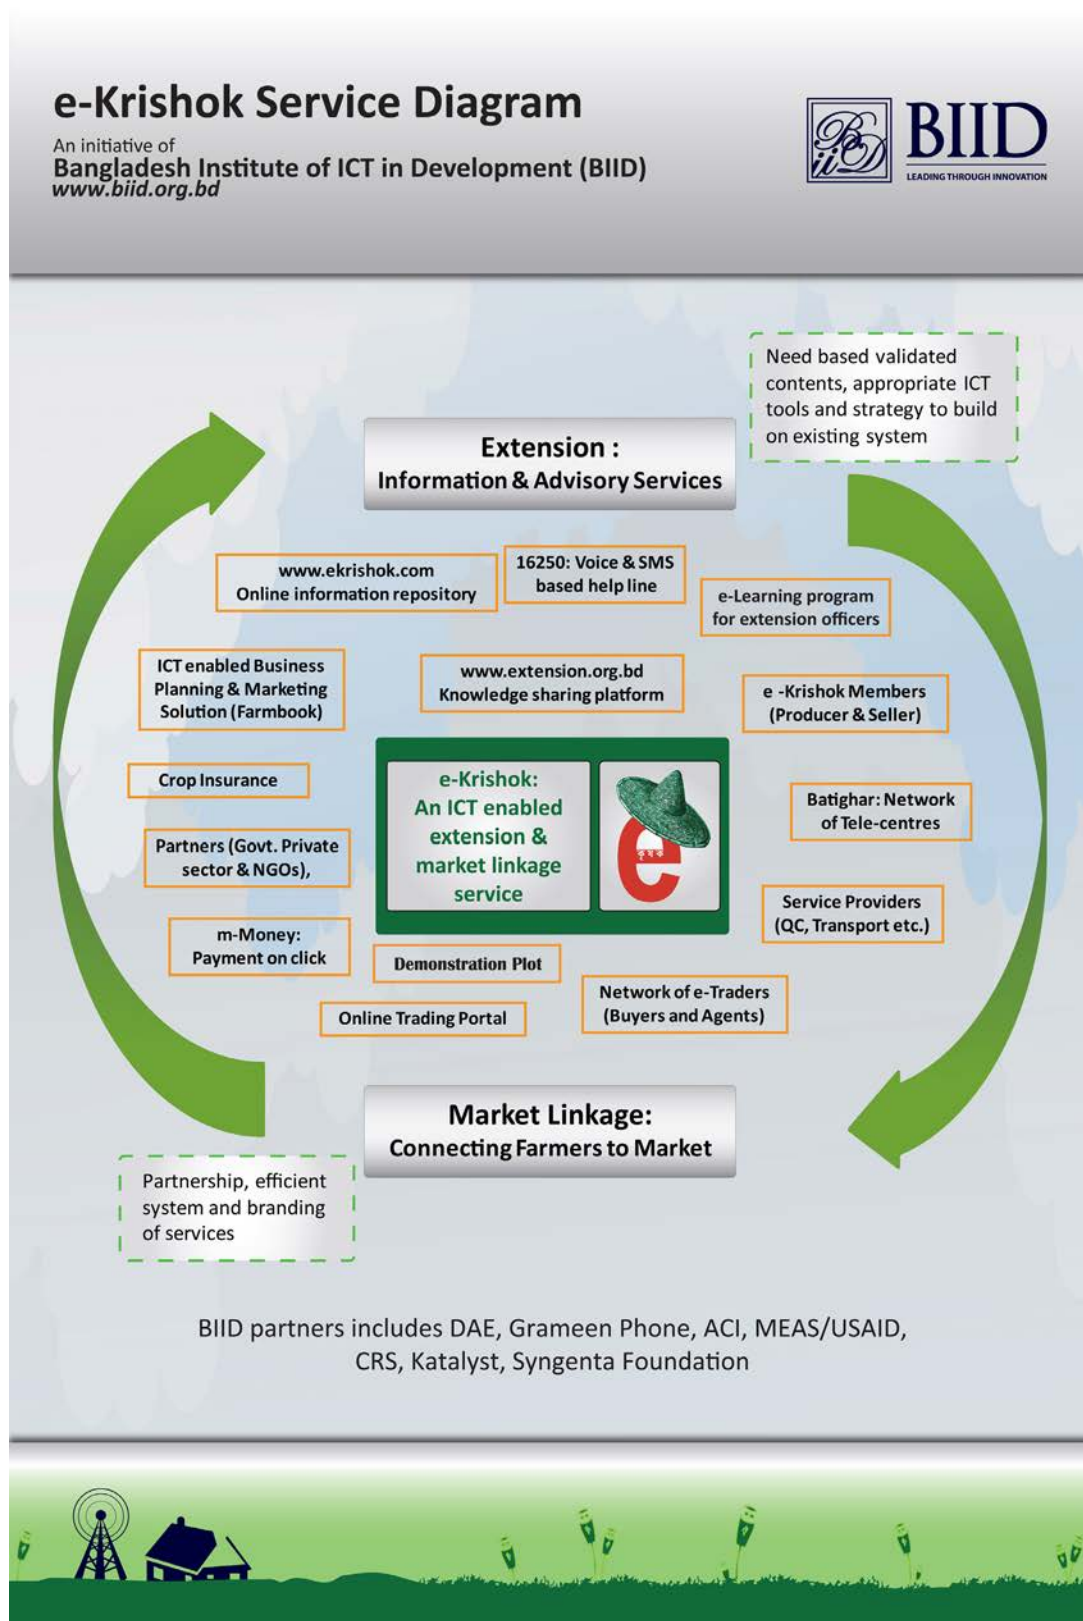 e-Krishok Service Diagram
An initiative of
Bangladesh Institute of ICT in Development (BIID)
www.biid.org.bd
BIID
LEADING THROUGH INNOVATION
Need based validated
contents, appropriate ICT
tools and strategy to build
on existing system
Extension :
Information & Advisory Services
www.ekrishok.com
Online information repository
16250: Voice & SMS
based help line
e-Learning program
for extension officers
ICT enabled Business
Planning & Marketing
Solution (Farmbook)
www.extension.org.bd
Knowledge sharing platform
e -Krishok Members
(Producer & Seller)
Crop Insurance
e-Krishok:
An ICT enabled
extension &
market linkage
service
e
কৃষক
Batighar: Network
of Tele-centres
Partners (Govt. Private
sector & NGOs),
Service Providers
(QC, Transport etc.)
m-Money:
Payment on click
Demonstration Plot
Network of e-Traders
(Buyers and Agents)
Online Trading Portal
Market Linkage:
Connecting Farmers to Market
Partnership, efficient
system and branding
of services
BIID partners includes DAE, Grameen Phone, ACI, MEAS/USAID,
CRS, Katalyst, Syngenta Foundation